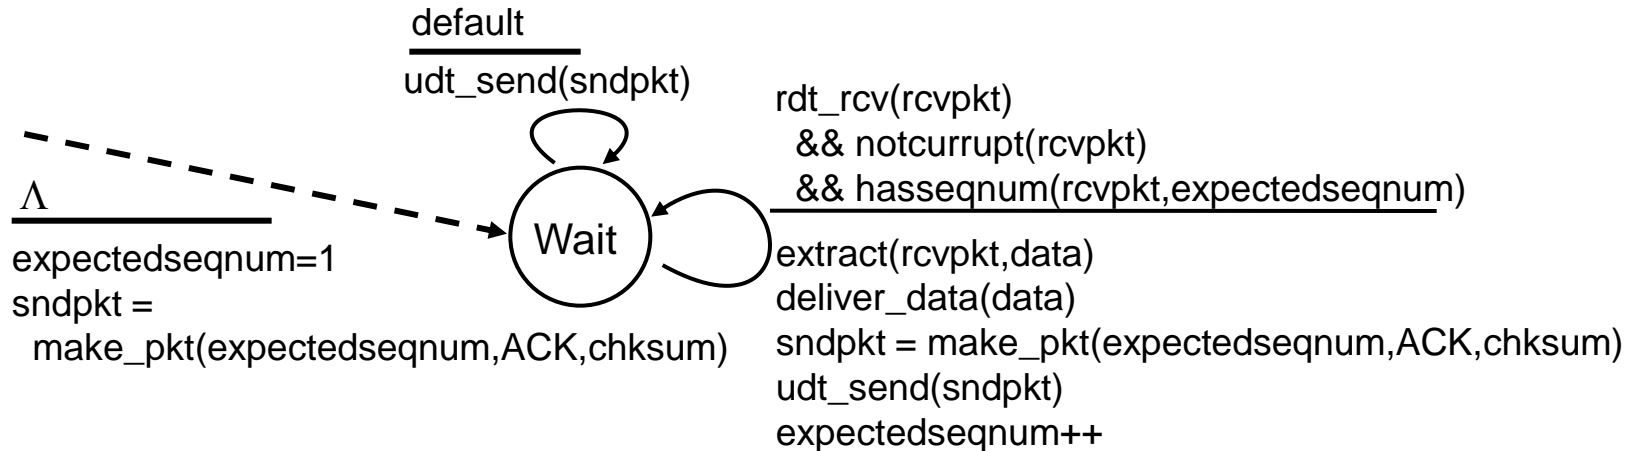 default
udt_send(sndpkt)
rdt_rcv(rcvpkt)
&& notcurrupt(rcvpkt)
&& hasseqnum(rcvpkt,expectedseqnum)
Λ
Wait
expectedseqnum=1
sndpkt =
make_pkt(expectedseqnum,ACK,chksum)
extract(rcvpkt,data)
deliver_data(data)
sndpkt = make_pkt(expectedseqnum,ACK,chksum)
udt_send(sndpkt)
expectedseqnum++